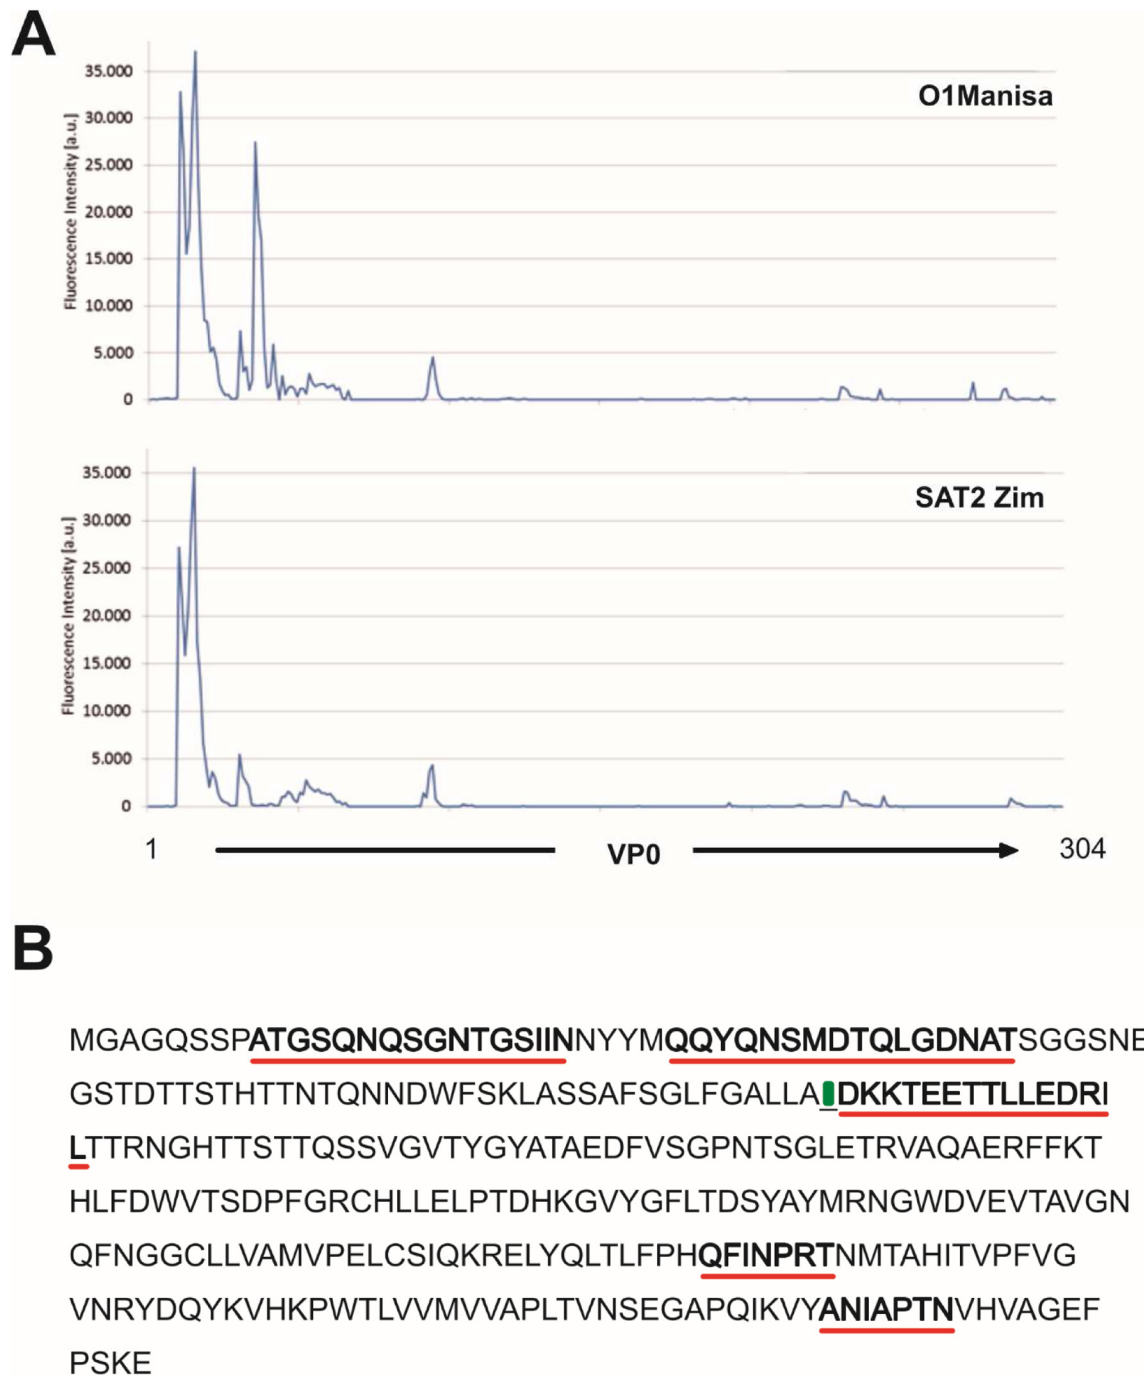 A
O1Manisa
Fluorescence Intensity [a.u.]
35.000
30.000
25.000
20.000
15.000
10.000
5.000
0
SAT2 Zim
Fluorescence Intensity [a.u.]
35.000
30.000
25.000
20.000
15.000
10.000
5.000
0
1 VP0 304
B
MGAGQSSPATGSQNQSGNTGSIINNYYMQQYQNSMDTQLGDNATSGGSNE
GSTDTTSTHTTNTQNNDWFSKLASSAFSGLFGALLA DKKTEETTLLEDRI
LTTRNGHTTSTTQSSVGVTYGYATAEDFVSGPNTSGLETRVAQAERFFKT
HLFDWVTSDPFGRCHLLELPTDHKGVYGFLTDSYAYMRNGWDVEVTAVGN
QFNGGCLLVAMVPELCSIQKRELYQLTLFPHQFINPRTNMTAHITVPFVG
VNRYDQYKVHKPWTLVVMVVAPLTVNSEGAPQIKVYANIAPTNVHVAGEF
PSKE